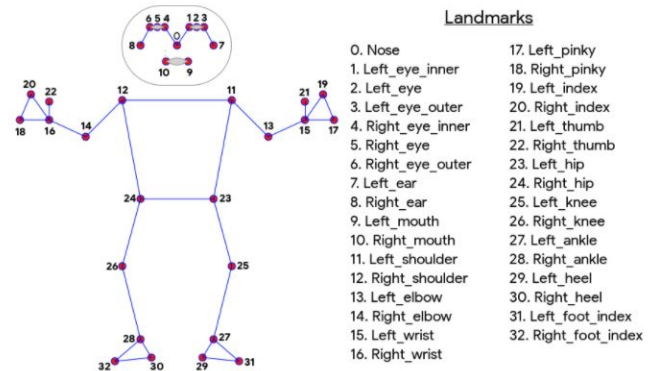 Landmarks
6 5 4 1 2 3
0
8 7
10 9
20 22 12 11 21 19
18 16 14 13 15 17
24 23
26 25
28 27
32 30 29 31
0. Nose
1. Left_eye_inner
2. Left_eye
3. Left_eye_outer
4. Right_eye_inner
5. Right_eye
6. Right_eye_outer
7. Left_ear
8. Right_ear
9. Left_mouth
10. Right_mouth
11. Left_shoulder
12. Right_shoulder
13. Left_elbow
14. Right_elbow
15. Left_wrist
16. Right_wrist
17. Left_pinky
18. Right_pinky
19. Left_index
20. Right_index
21. Left_thumb
22. Right_thumb
23. Left_hip
24. Right_hip
25. Left_knee
26. Right_knee
27. Left_ankle
28. Right_ankle
29. Left_heel
30. Right_heel
31. Left_foot_index
32. Right_foot_index